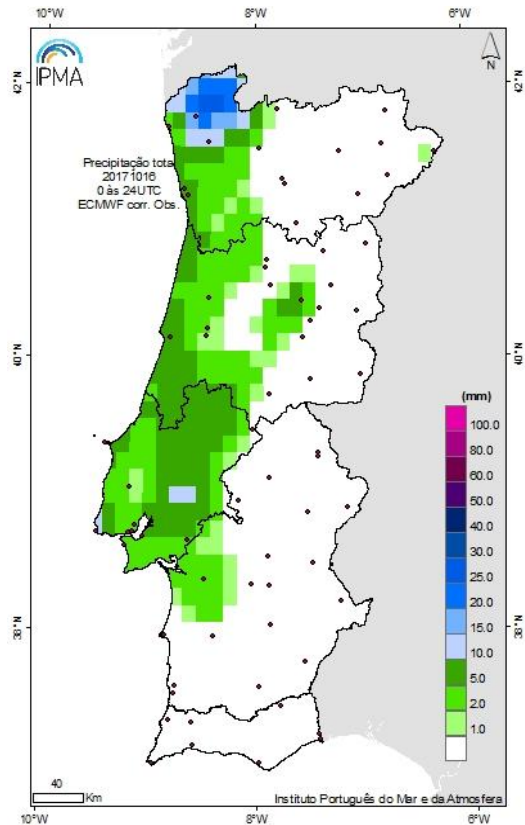 10°W
8°W
6°W
IPMA
N
42°N
42°N
Precipitação tota
20171016
0 às 24UTC
ECMWF corr. Obs.
40°N
40°N
(mm)
100.0
80.0
60.0
50.0
40.0
30.0
25.0
20.0
15.0
10.0
5.0
2.0
1.0
38°N
38°N
40
Km
Instituto Português do Mar e da Atmosfera
10°W
8°W
6°W